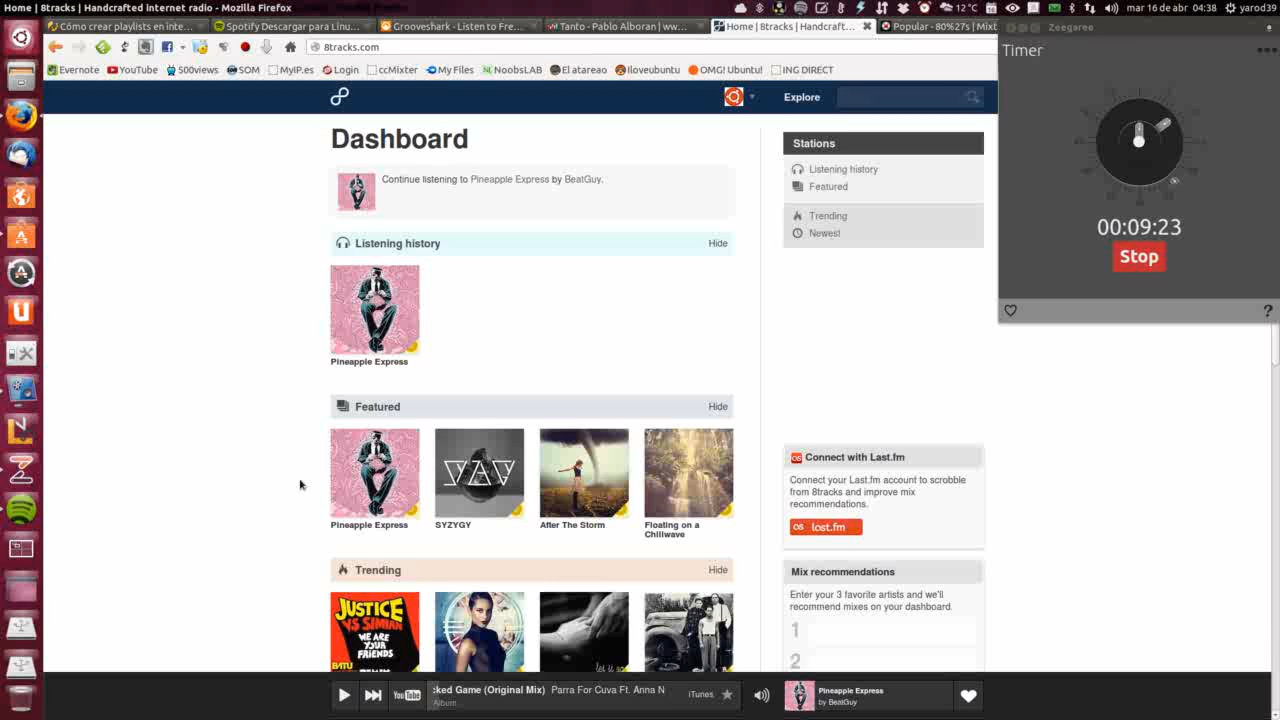 Home | 8tracks | Handcrafted internet radio - Mozilla Firefox
12 °C
mar 16 de abr
04:38
yarod39
Cómo crear playlists en inte...
Spotify Descargar para Linu...
Grooveshark - Listen to Fre...
Tanto - Pablo Alboran | ww...
Home | 8tracks | Handcraft...
Popular - 80%27s | Mixt
Zeegaree
8tracks.com
Timer
Evernote
YouTube
500views
SOM
MyIP.es
Login
ccMixter
My Files
NoobsLAB
El atareao
Iloveubuntu
OMG! Ubuntu!
ING DIRECT
Explore
Dashboard
Continue listening to Pineapple Express by BeatGuy.
Stations
Listening history
Featured
Trending
Newest
00:09:23
Stop
?
Listening history
Hide
Pineapple Express
Featured
Hide
Pineapple Express
SYZYGY
After The Storm
Floating on a
Chillwave
Connect with Last.fm
Connect your Last.fm account to scrobble
from 8tracks and improve mix
recommendations.
last.fm
Trending
Hide
JUSTICE
VS SIMIAN
WE ARE
YOUR
FRIENDS
BATU
let it go
Mix recommendations
Enter your 3 favorite artists and we'll
recommend mixes on your dashboard.
1
2
YouTube
:ked Game (Original Mix)
Parra For Cuva Ft. Anna N
Album...
iTunes
Pineapple Express
by BeatGuy